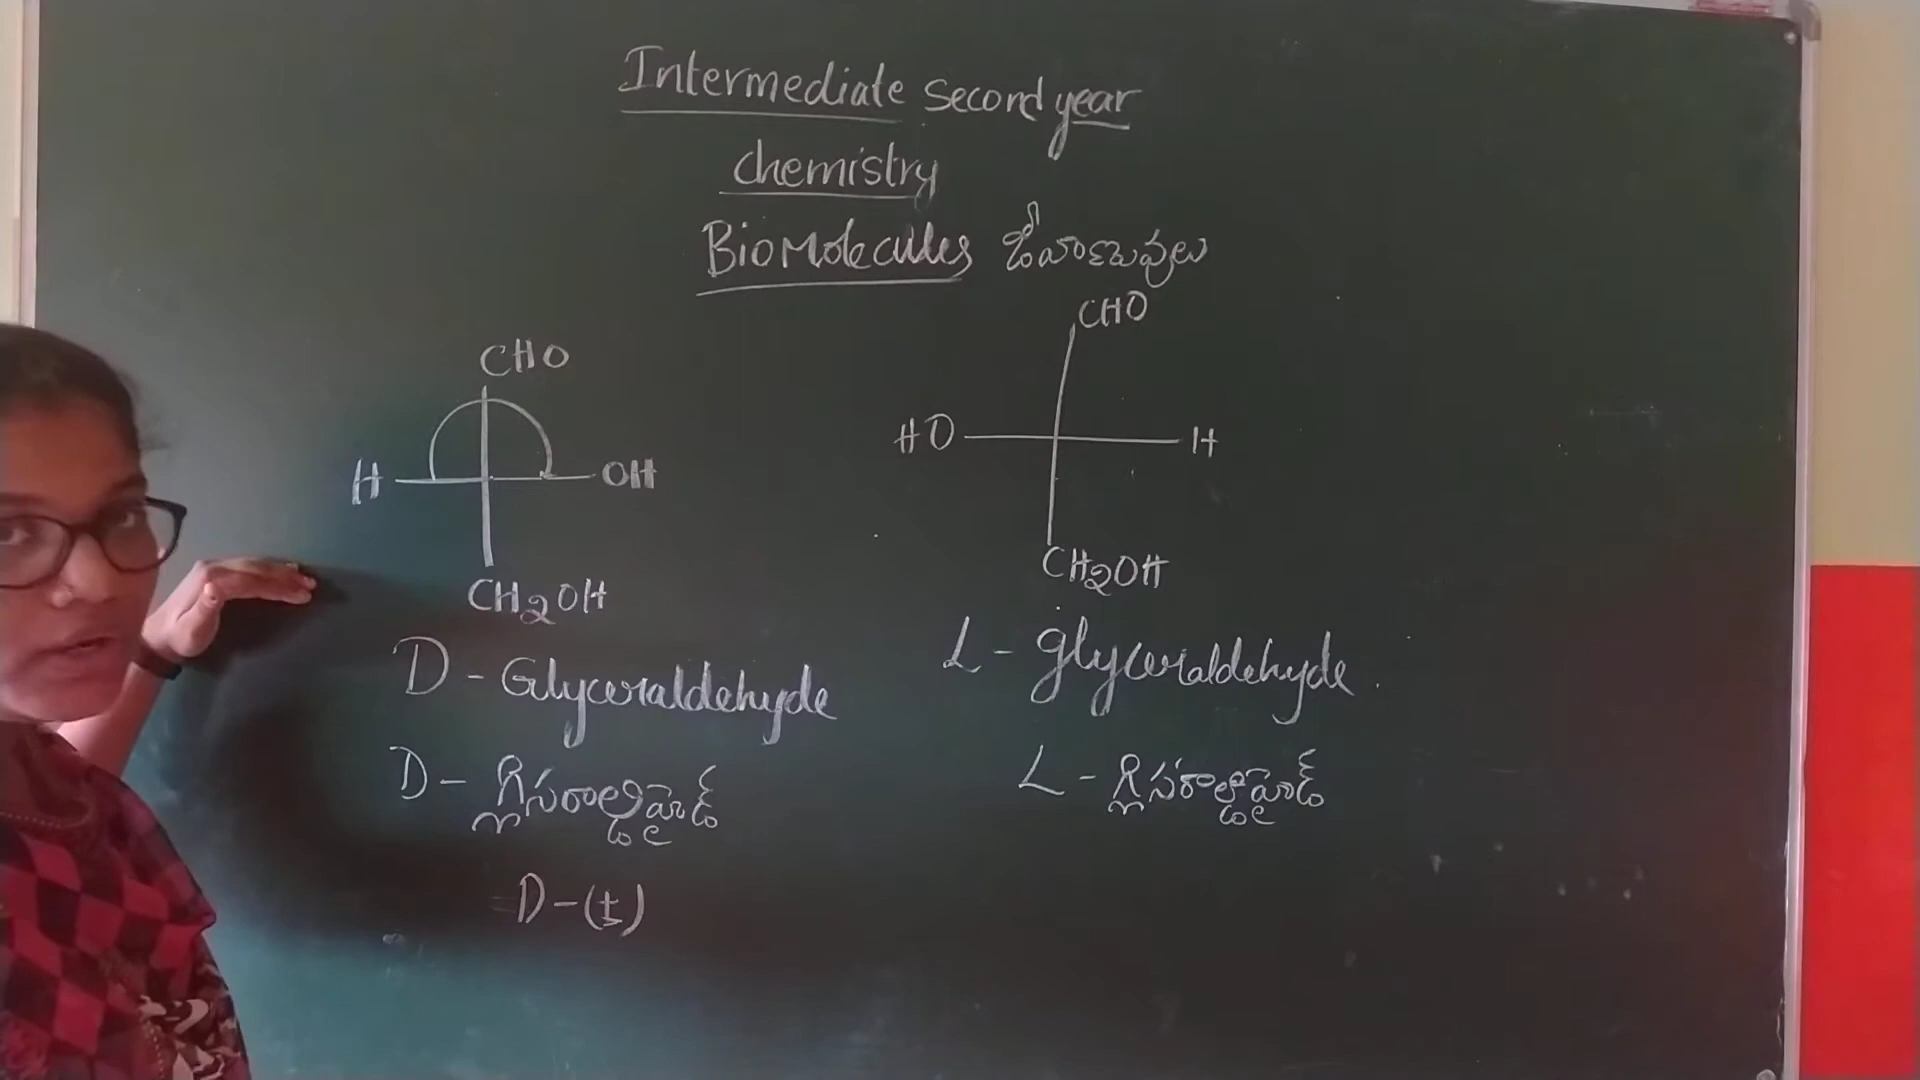 Intermediate second year
chemistry
BioMolecules జీవాణువులు
CHO
H OH
CH2OH
D - Glyceraldehyde
D - గ్లిసరాల్డిహైడ్
D-(±)
CHO
HO H
CH2OH
L - glyceraldehyde.
L - గ్లిసరాల్డిహైడ్